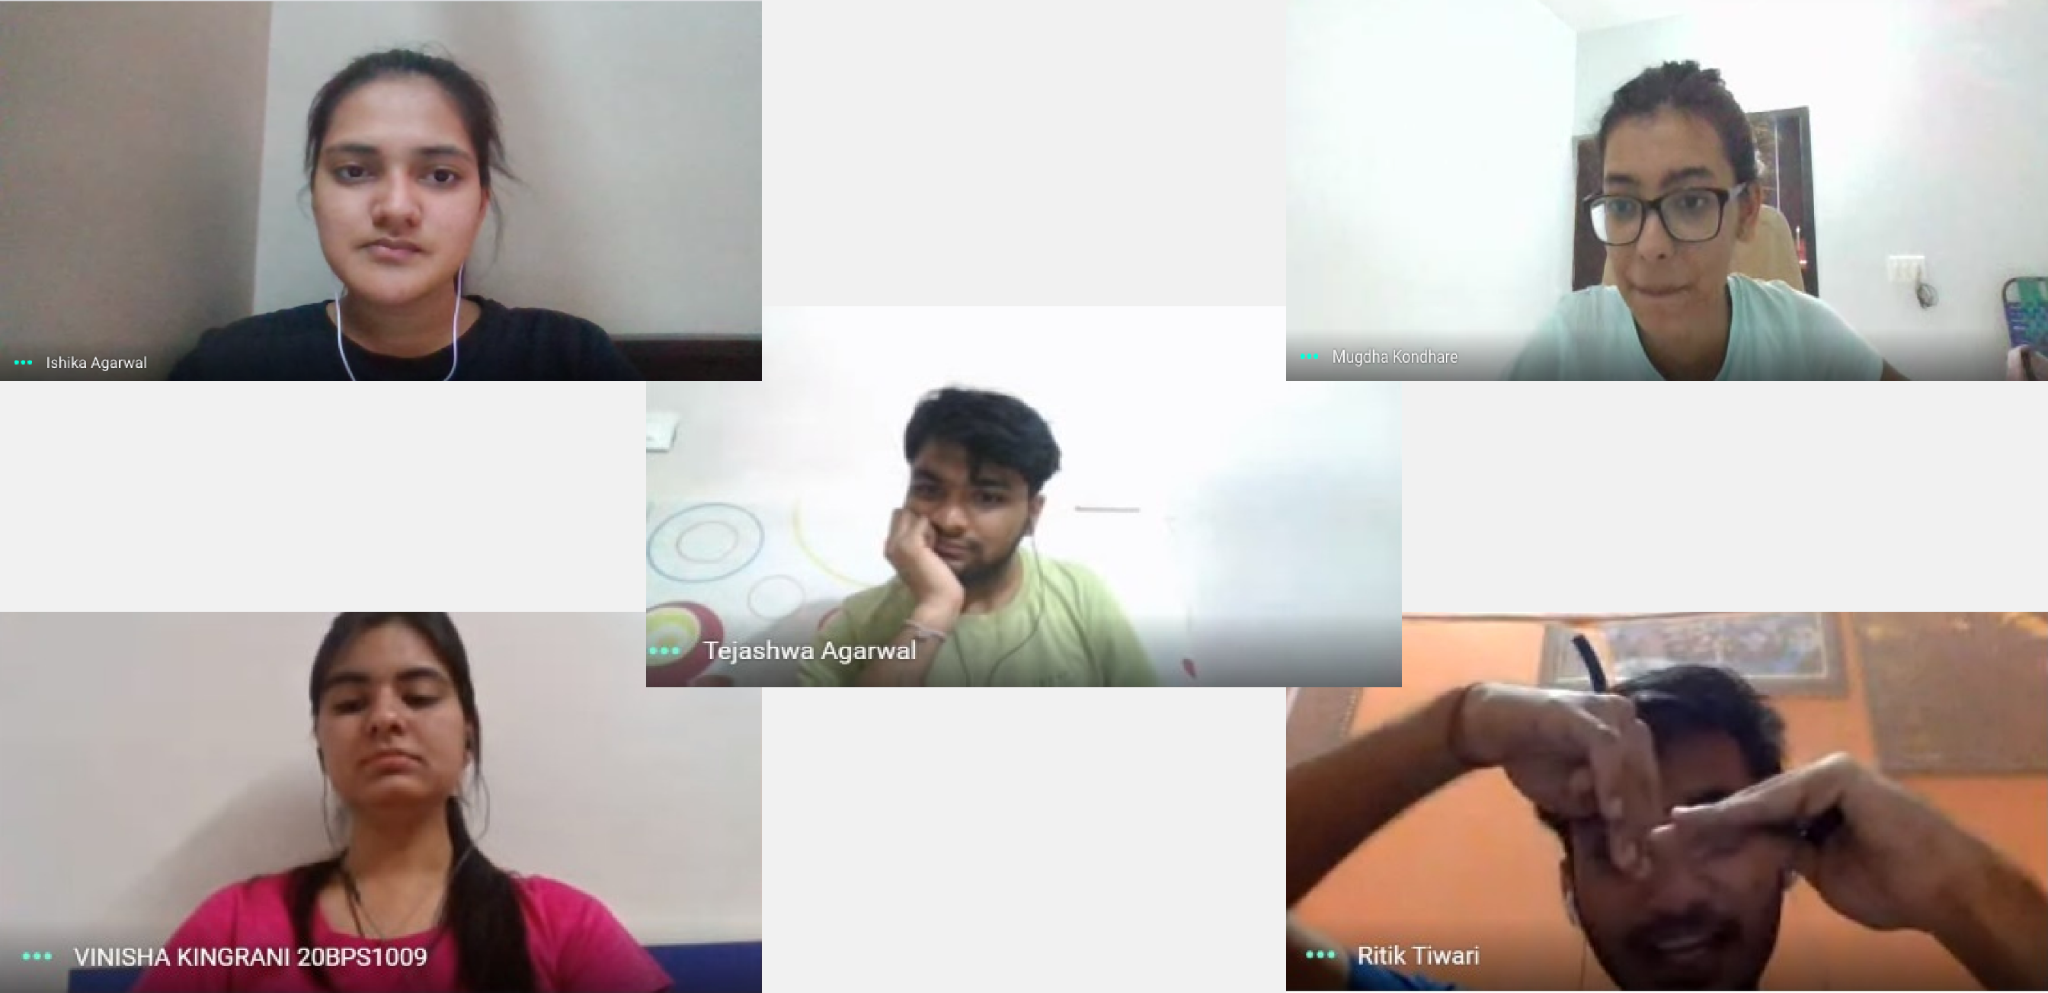 Ishika Agarwal
Mugdha Kondhare
Tejashwa Agarwal
VINISHA KINGRANI 20BPS1009
Ritik Tiwari